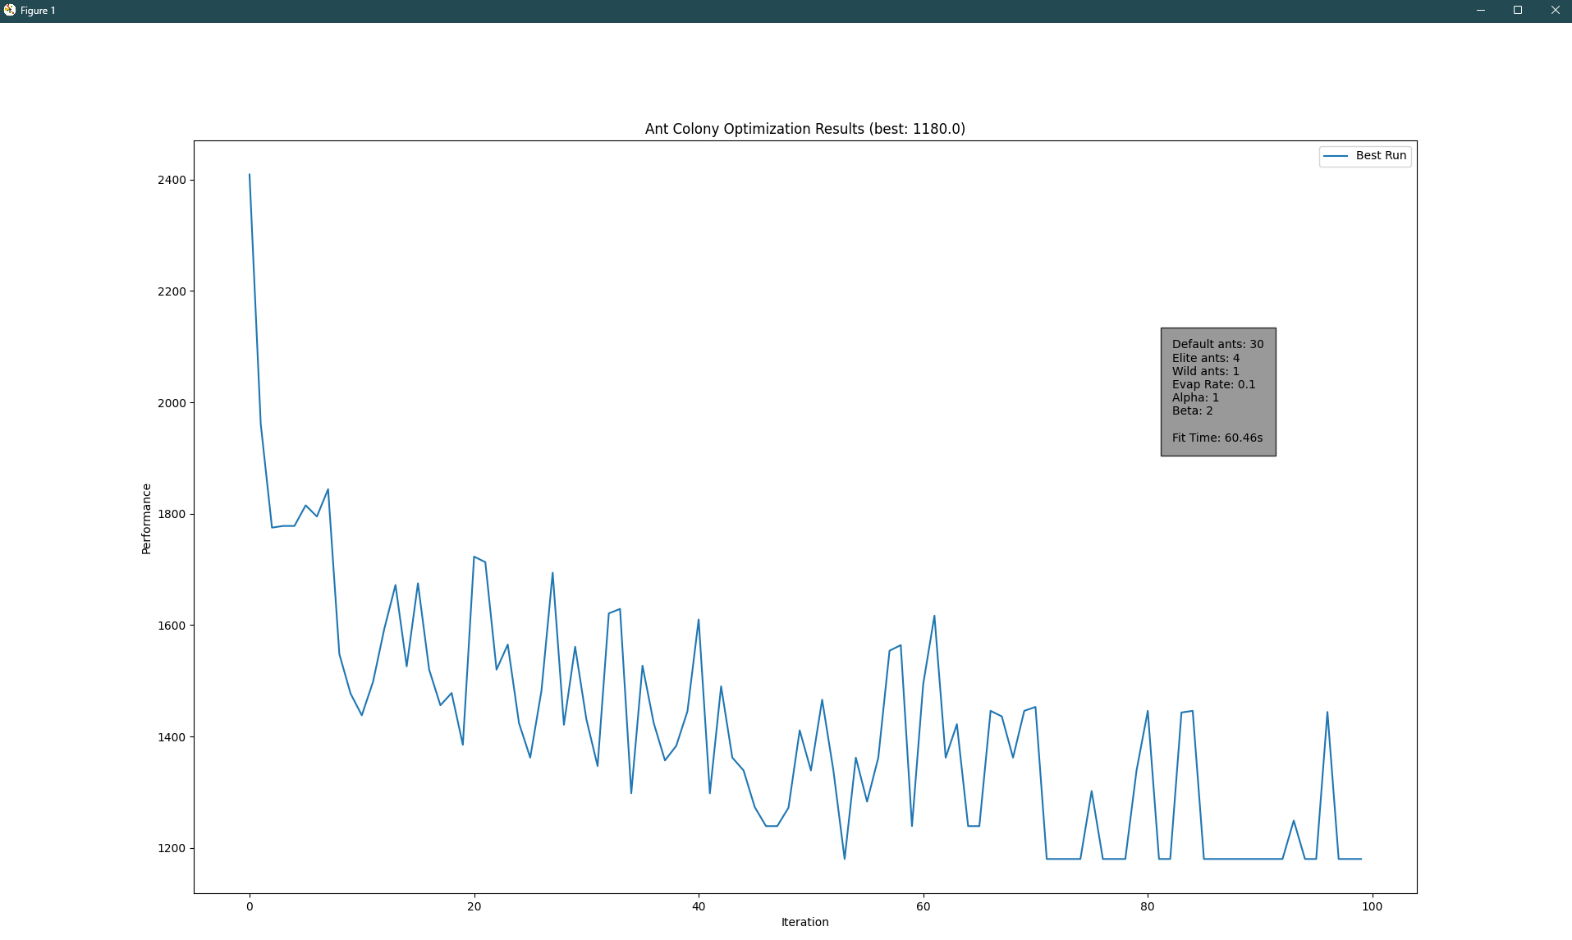 Figure 1
Ant Colony Optimization Results (best: 1180.0)
Best Run
2400
2200
2000
1800
1600
1400
1200
Performance
Default ants: 30
Elite ants: 4
Wild ants: 1
Evap Rate: 0.1
Alpha: 1
Beta: 2
Fit Time: 60.46s
0
20
40
60
80
100
Iteration